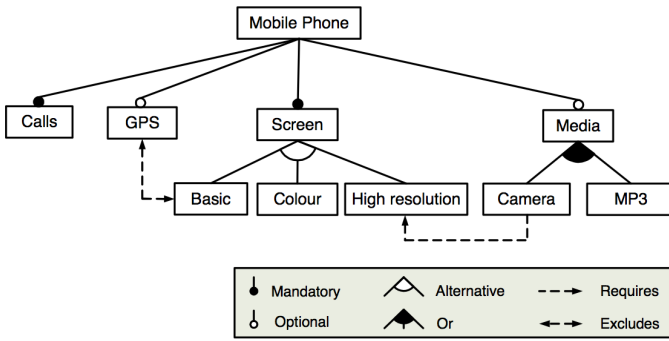 Mobile Phone
Calls
GPS
Screen
Media
Basic
Colour
High resolution
Camera
MP3
Mandatory
Alternative
Requires
Optional
Or
Excludes